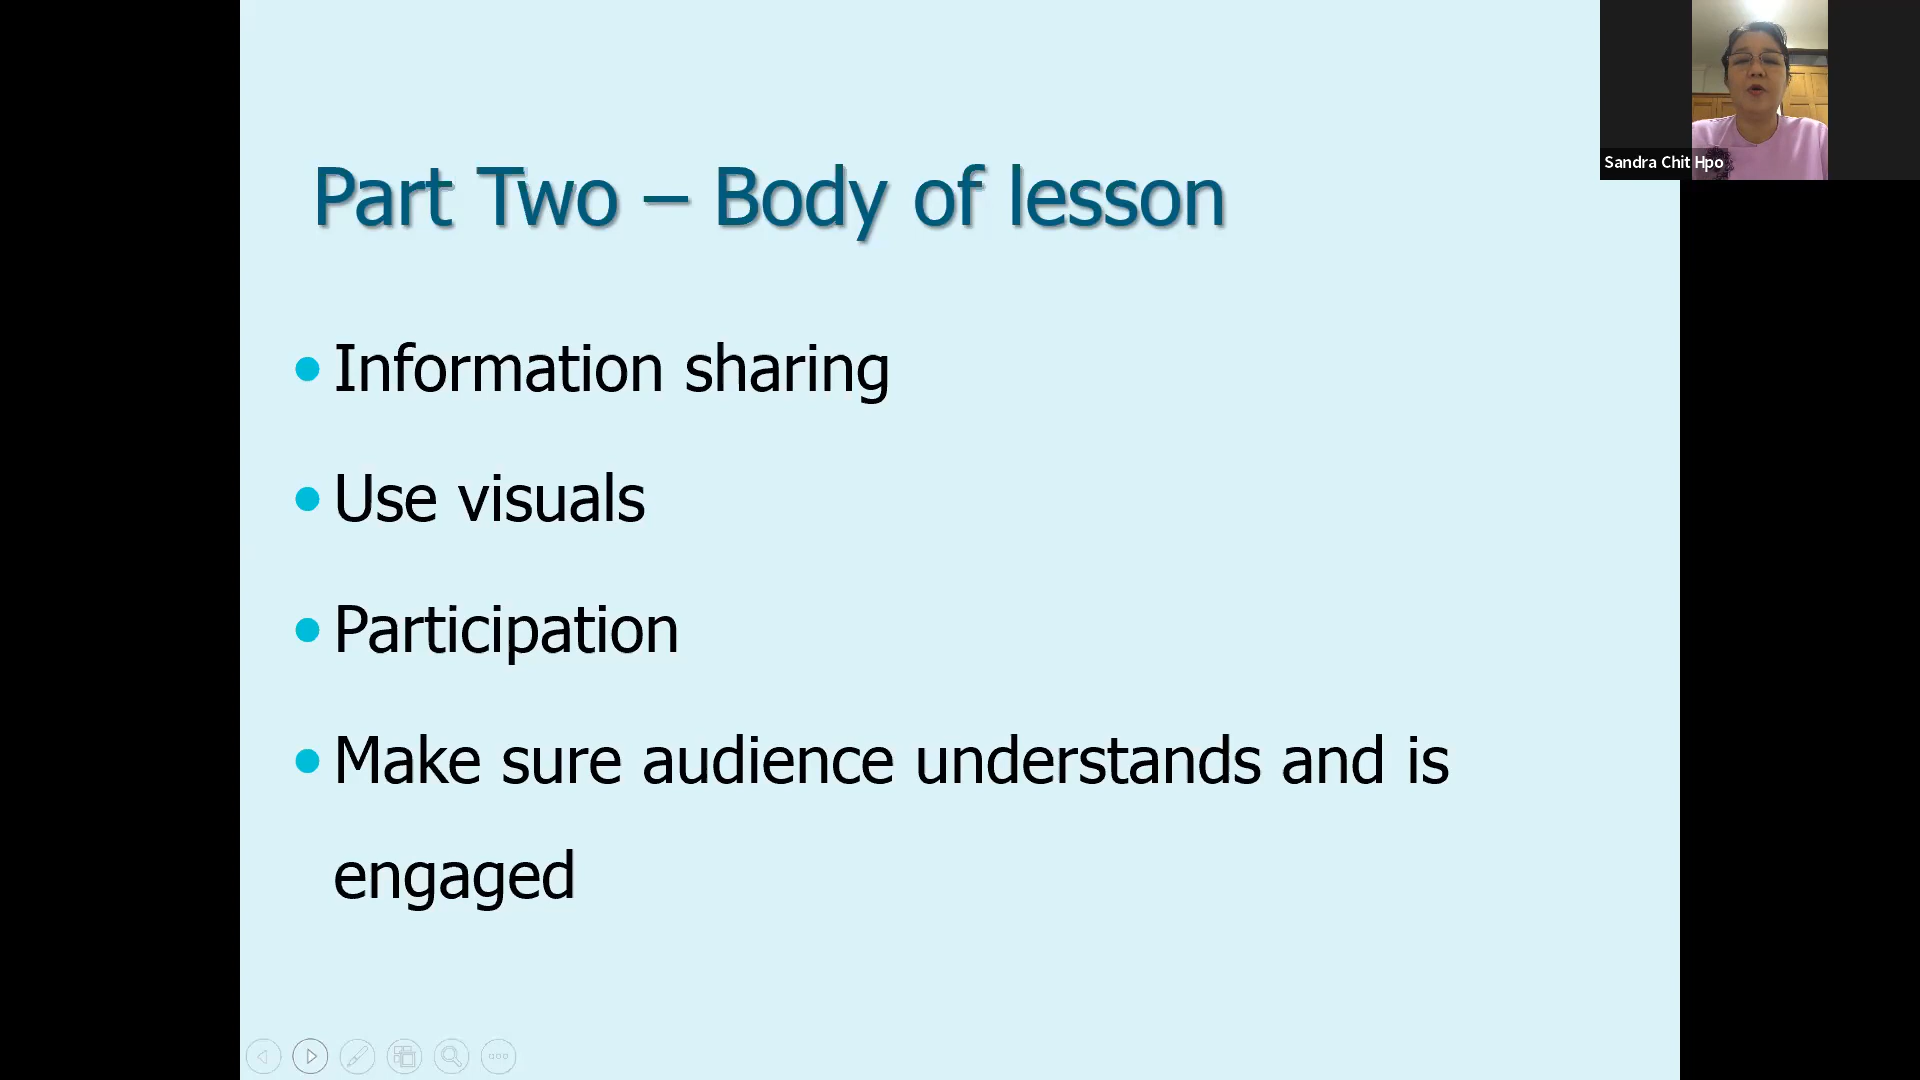 Part Two – Body of lesson
• Information sharing
• Use visuals
• Participation
• Make sure audience understands and is
engaged
Sandra Chit Hpo